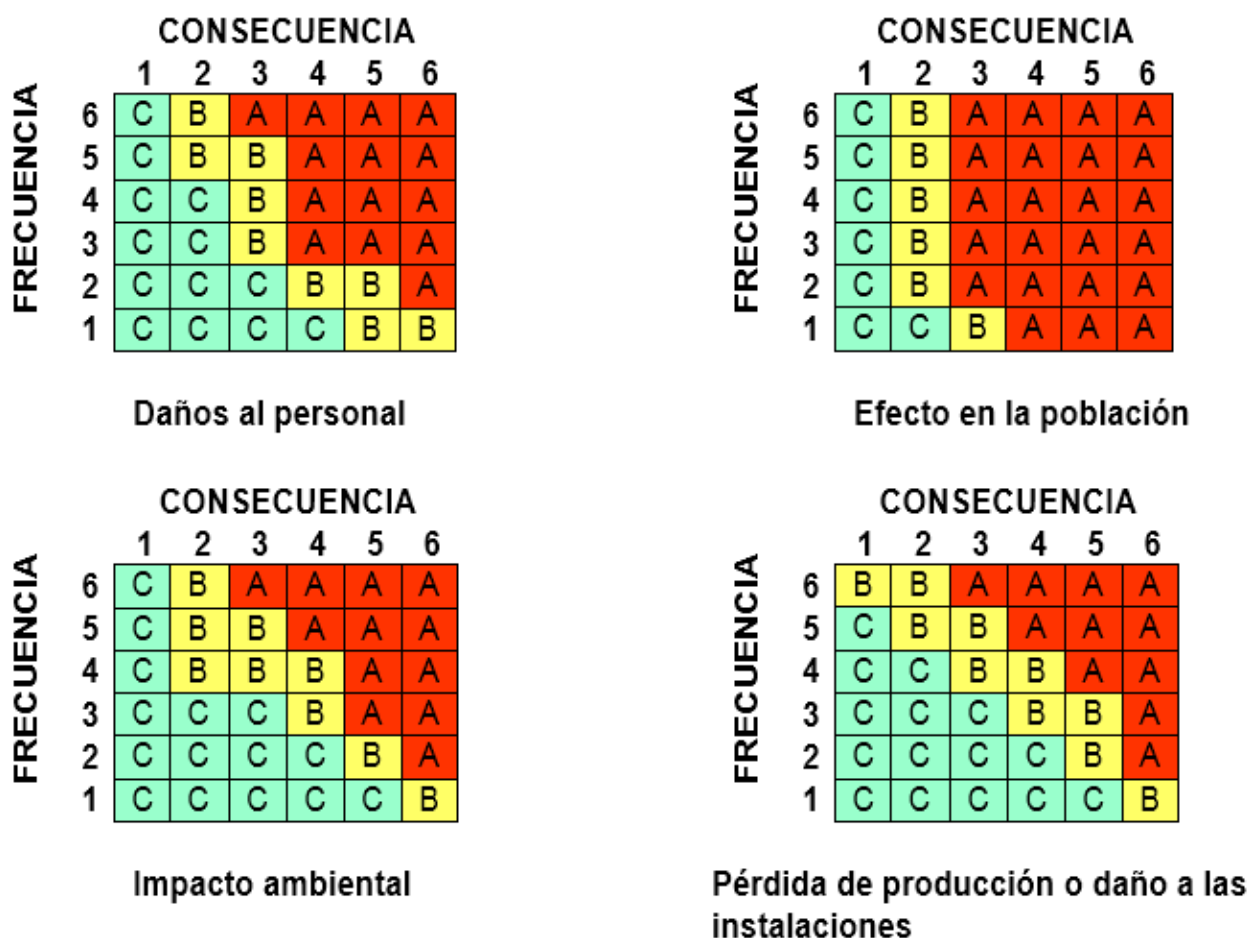 CONSECUENCIA
1 2 3 4 5 6
FRECUENCIA
6 C B A A A A
5 C B B A A A
4 C C B A A A
3 C C B A A A
2 C C C B B A
1 C C C C B B
Daños al personal
CONSECUENCIA
1 2 3 4 5 6
FRECUENCIA
6 C B A A A A
5 C B A A A A
4 C B A A A A
3 C B A A A A
2 C B A A A A
1 C C B A A A
Efecto en la población
CONSECUENCIA
1 2 3 4 5 6
FRECUENCIA
6 C B A A A A
5 C B B A A A
4 C B B B A A
3 C C C B A A
2 C C C C B A
1 C C C C C B
Impacto ambiental
CONSECUENCIA
1 2 3 4 5 6
FRECUENCIA
6 B B A A A A
5 C B B A A A
4 C C B B A A
3 C C C B B A
2 C C C C B A
1 C C C C C B
Pérdida de producción o daño a las
instalaciones